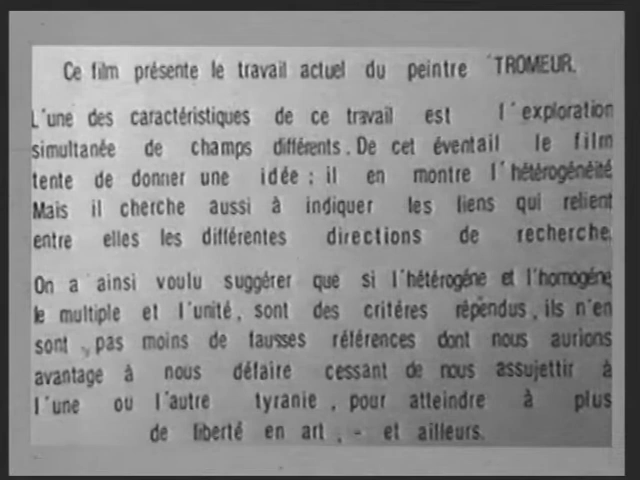 Ce film présente le travail actuel du peintre TROMEUR.
L'une des caractéristiques de ce travail est l'exploration
simultanée de champs différents. De cet éventail le film
tente de donner une idée : il en montre l'hétérogénéité
Mais il cherche aussi à indiquer les liens qui relient
entre elles les différentes directions de recherche.
On a ainsi voulu suggérer que si l'hétérogène et l'homogène,
le multiple et l'unité, sont des critères répendus, ils n'en
sont, pas moins de fausses références dont nous aurions
avantage à nous défaire cessant de nous assujettir à
l'une ou l'autre tyranie, pour atteindre à plus
de liberté en art, - et ailleurs.